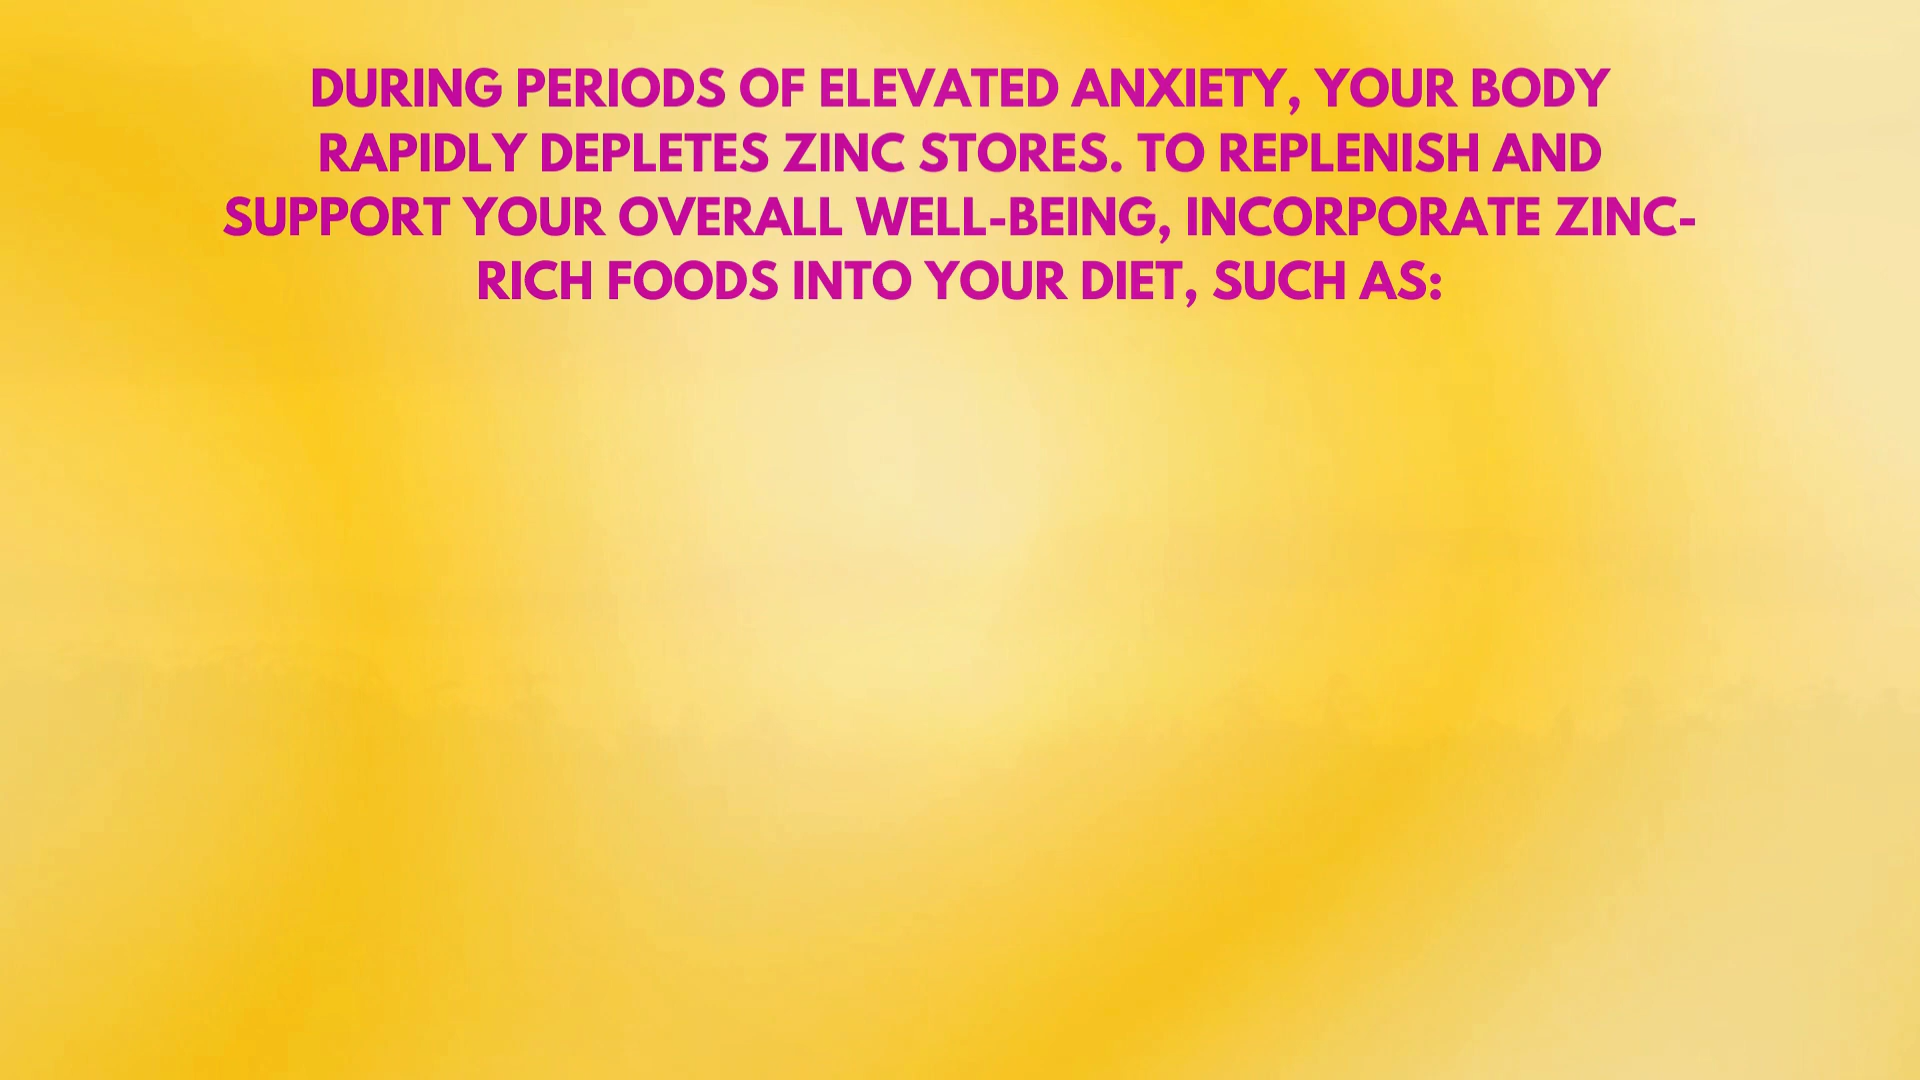 DURING PERIODS OF ELEVATED ANXIETY, YOUR BODY
RAPIDLY DEPLETES ZINC STORES. TO REPLENISH AND
SUPPORT YOUR OVERALL WELL-BEING, INCORPORATE ZINC-
RICH FOODS INTO YOUR DIET, SUCH AS: